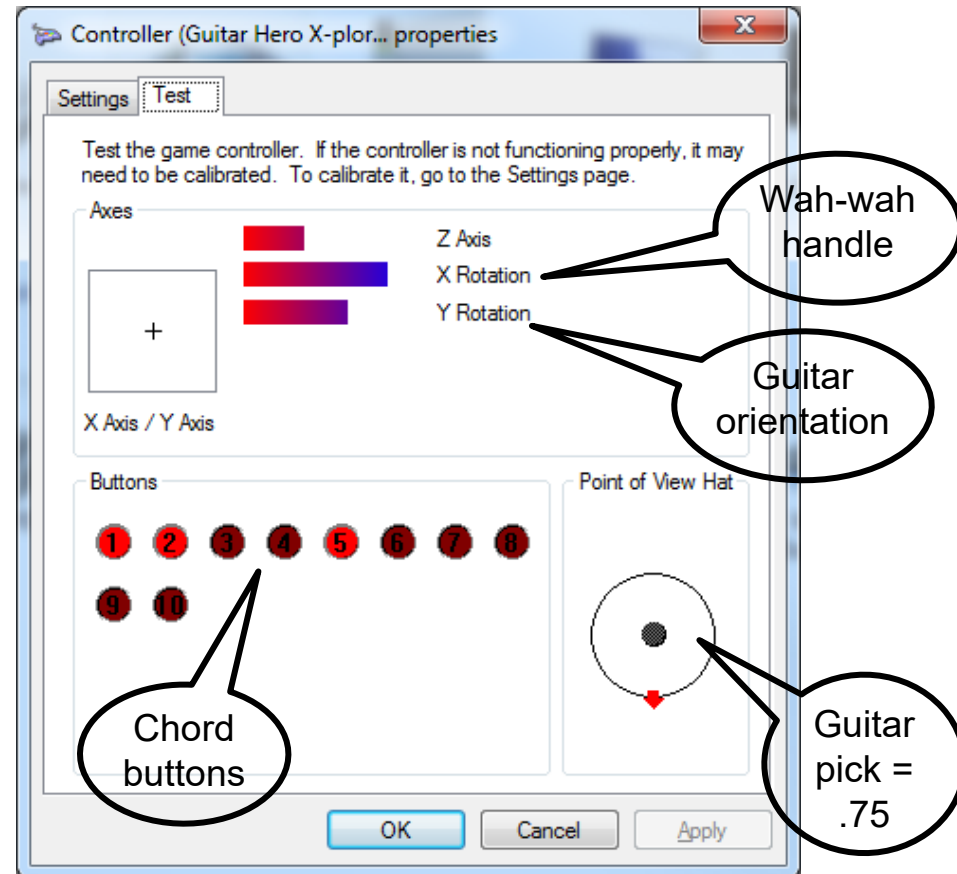 Controller (Guitar Hero X-plor... properties
X
Settings
Test
Test the game controller. If the controller is not functioning properly, it may
need to be calibrated. To calibrate it, go to the Settings page.
Axes
Z Axis
X Rotation
Y Rotation
X Axis / Y Axis
Wah-wah
handle
Guitar
orientation
Buttons
1 2 3 4 5 6 7 8
9 10
Point of View Hat
Chord
buttons
Guitar
pick =
.75
OK
Cancel
Apply